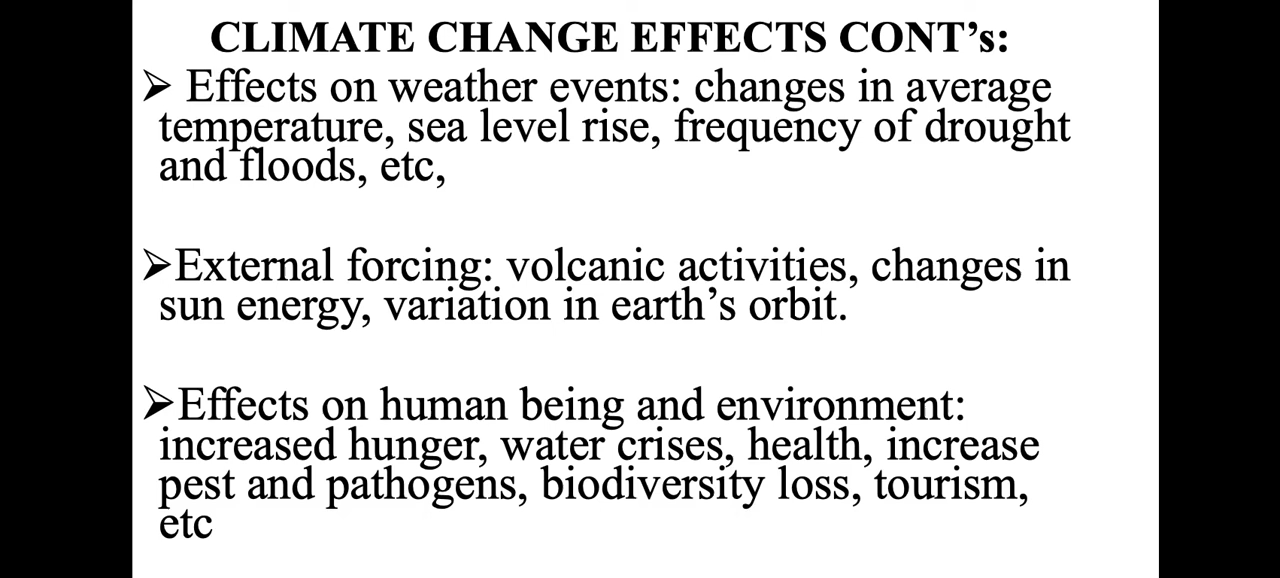 CLIMATE CHANGE EFFECTS CONT's:
➢ Effects on weather events: changes in average
temperature, sea level rise, frequency of drought
and floods, etc,
➢External forcing: volcanic activities, changes in
sun energy, variation in earth's orbit.
➢Effects on human being and environment:
increased hunger, water crises, health, increase
pest and pathogens, biodiversity loss, tourism,
etc